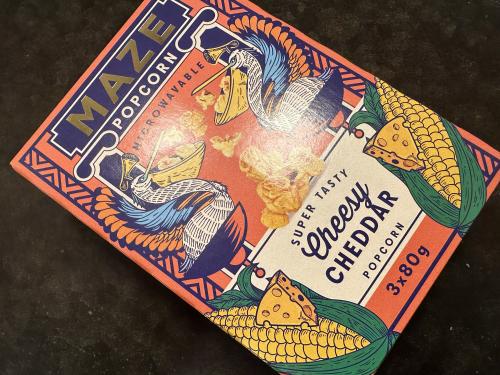 MAZE
POPCORN
MICROWAVABLE
SUPER TASTY
Cheesy
CHEDDAR
POPCORN
3x80g